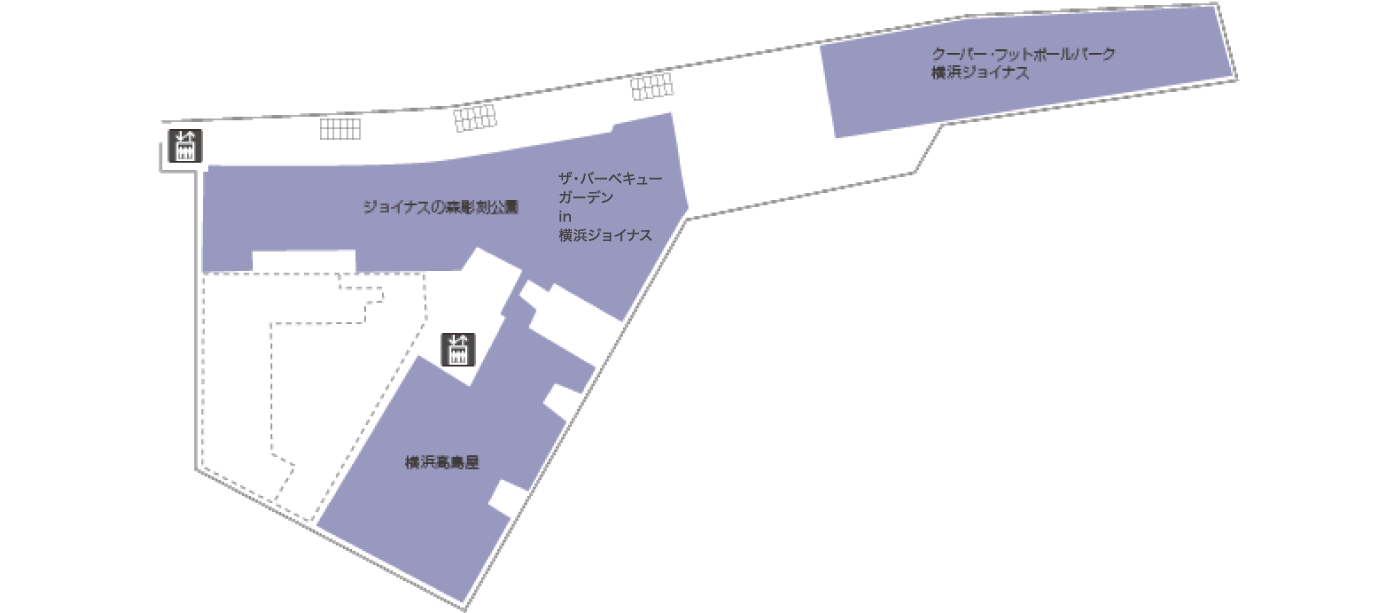 クーパー・フットボールパーク
横浜ジョイナス
ザ・バーベキュー
ガーデン
in
横浜ジョイナス
ジョイナスの森彫刻公園
横浜高島屋